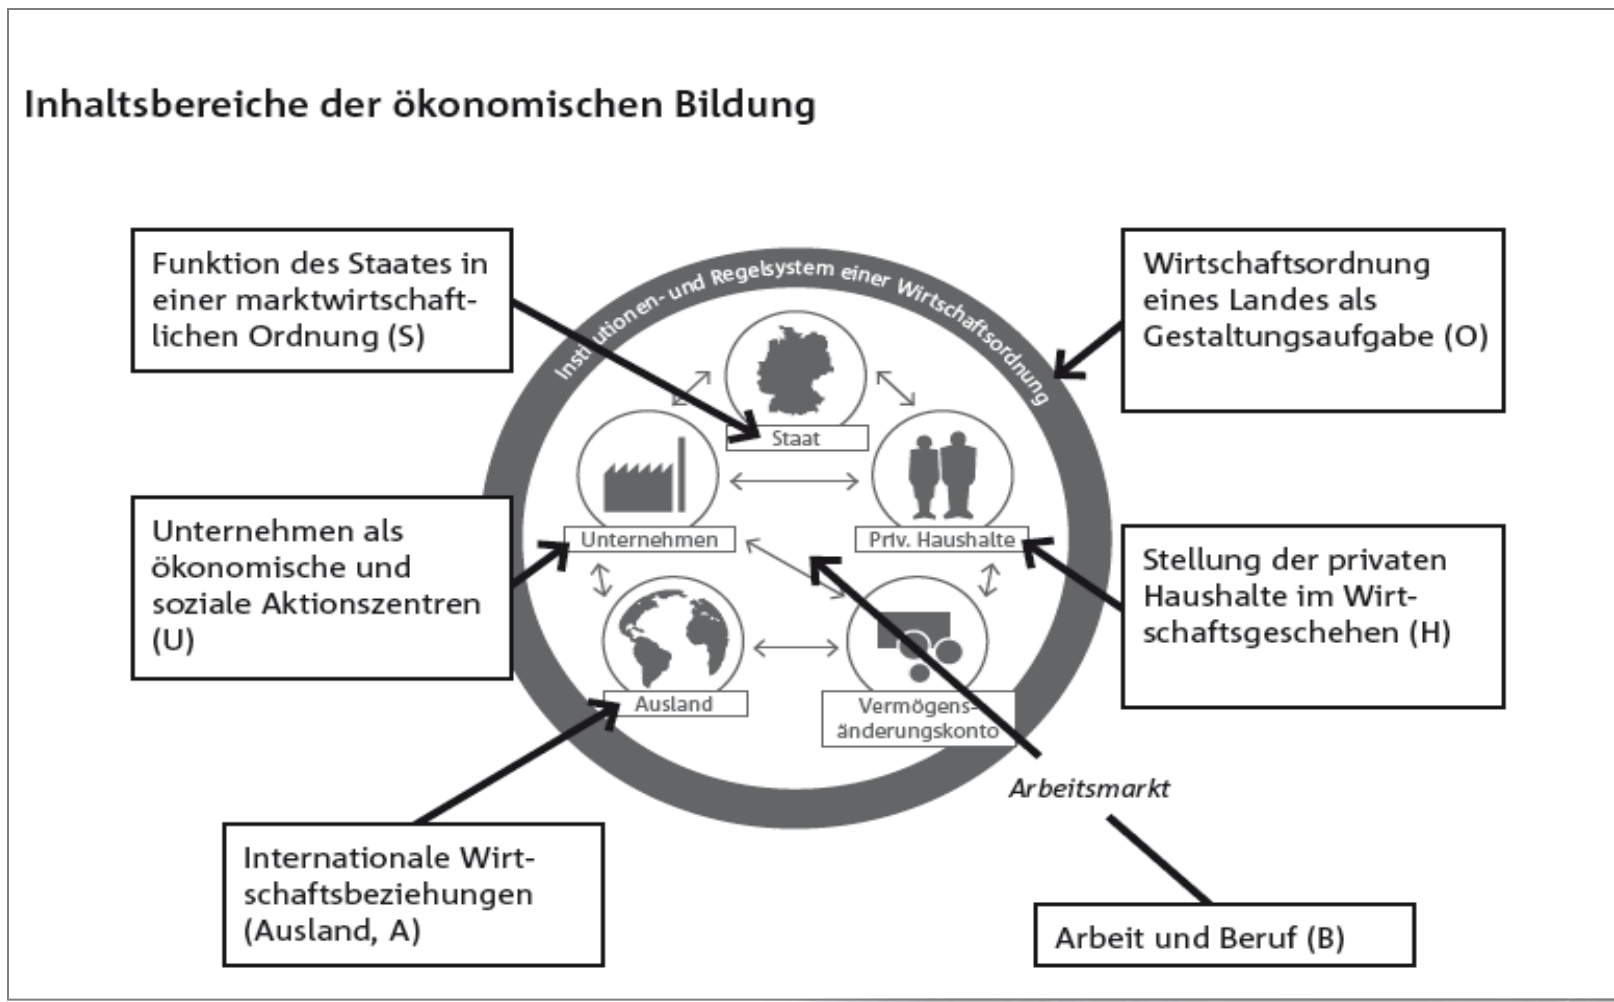 Inhaltsbereiche der ökonomischen Bildung
Funktion des Staates in
einer marktwirtschaft-
lichen Ordnung (S)
Wirtschaftsordnung
eines Landes als
Gestaltungsaufgabe (O)
Institutionen- und Regelsystem einer Wirtschaftsordnung
Staat
Unternehmen
Priv. Haushalte
Unternehmen als
ökonomische und
soziale Aktionszentren
(U)
Stellung der privaten
Haushalte im Wirt-
schaftsgeschehen (H)
Ausland
Vermögens-
änderungskonto
Arbeitsmarkt
Internationale Wirt-
schaftsbeziehungen
(Ausland, A)
Arbeit und Beruf (B)